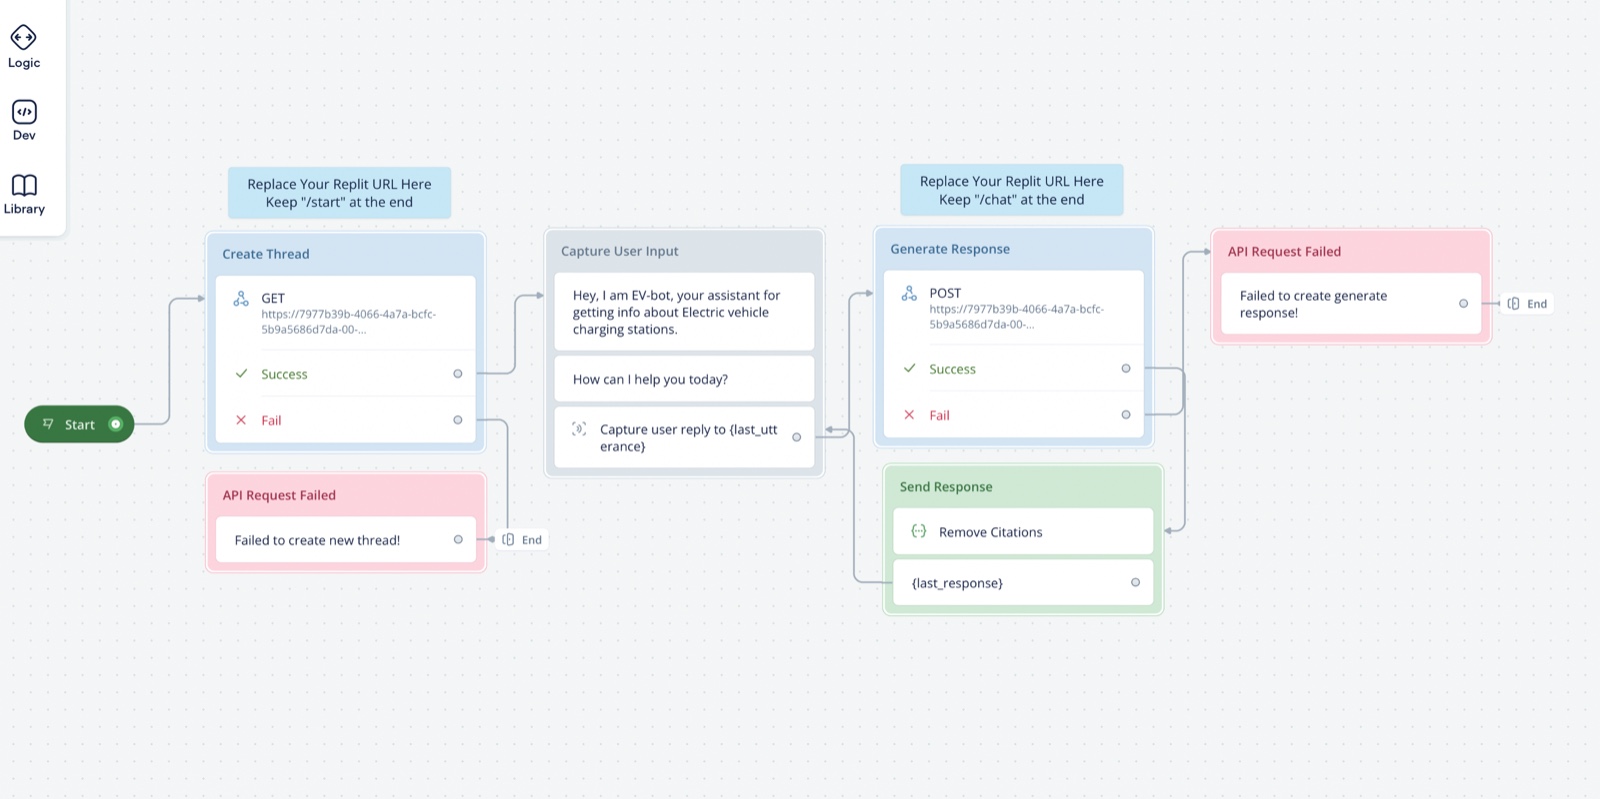 Logic
Dev
Library
Start
Replace Your Replit URL Here
Keep "/start" at the end
Create Thread
GET
https://7977b39b-4066-4a7a-bcfc-
5b9a5686d7da-00-...
Success
Fail
API Request Failed
Failed to create new thread!
End
Capture User Input
Hey, I am EV-bot, your assistant for
getting info about Electric vehicle
charging stations.
How can I help you today?
Capture user reply to {last_utt
erance}
Replace Your Replit URL Here
Keep "/chat" at the end
Generate Response
POST
https://7977b39b-4066-4a7a-bcfc-
5b9a5686d7da-00-...
Success
Fail
Send Response
Remove Citations
{last_response}
API Request Failed
Failed to create generate
response!
End